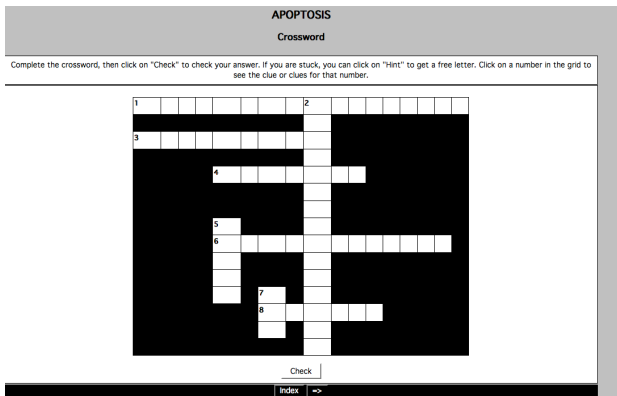 APOPTOSIS
Crossword
Complete the crossword, then click on "Check" to check your answer. If you are stuck, you can click on "Hint" to get a free letter. Click on a number in the grid to
see the clue or clues for that number.
1 2
3
4
5
6
7
8
Check
Index =>